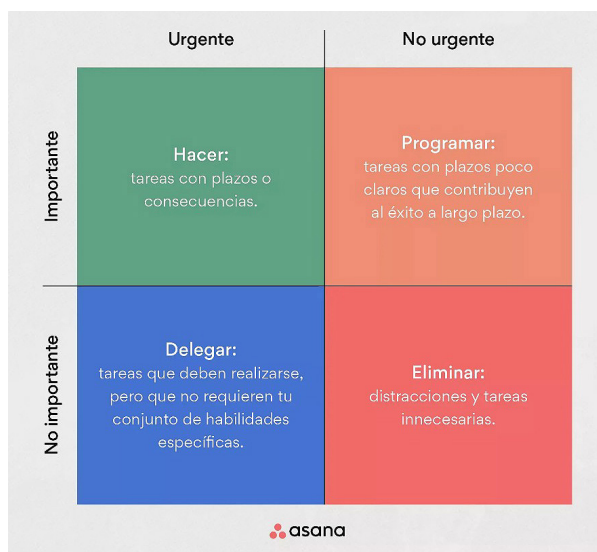 Urgente
No urgente
Importante
Hacer:
tareas con plazos o
consecuencias.
Programar:
tareas con plazos poco
claros que contribuyen
al éxito a largo plazo.
No importante
Delegar:
tareas que deben realizarse,
pero que no requieren tu
conjunto de habilidades
específicas.
Eliminar:
distracciones y tareas
innecesarias.
asana